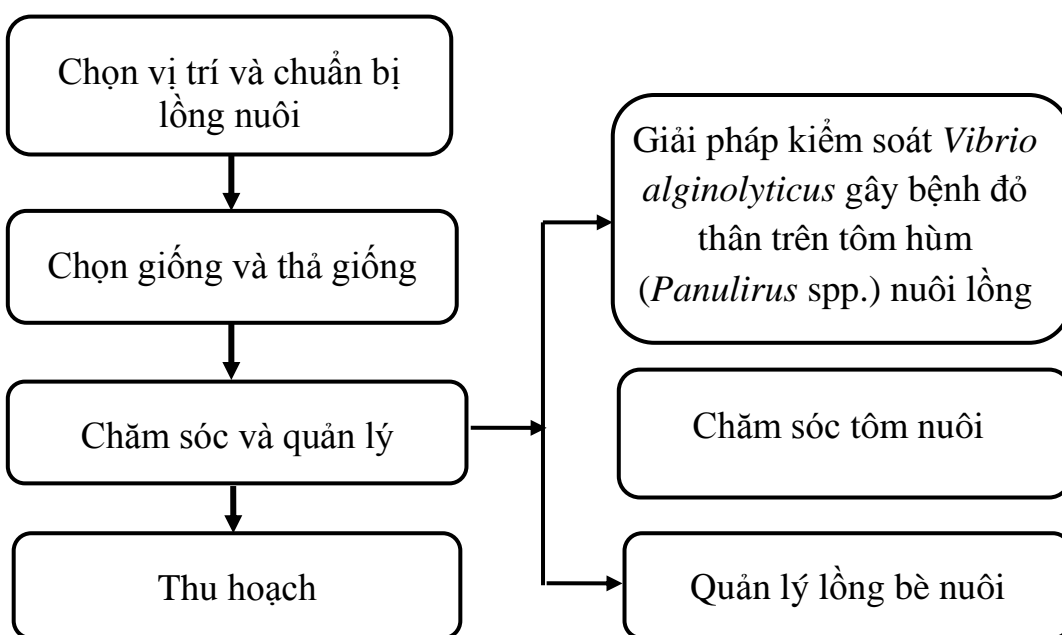 Chọn vị trí và chuẩn bị
lồng nuôi
Chọn giống và thả giống
Chăm sóc và quản lý
Thu hoạch
Giải pháp kiểm soát Vibrio
alginolyticus gây bệnh đỏ
thân trên tôm hùm
(Panulirus spp.) nuôi lồng
Chăm sóc tôm nuôi
Quản lý lồng bè nuôi